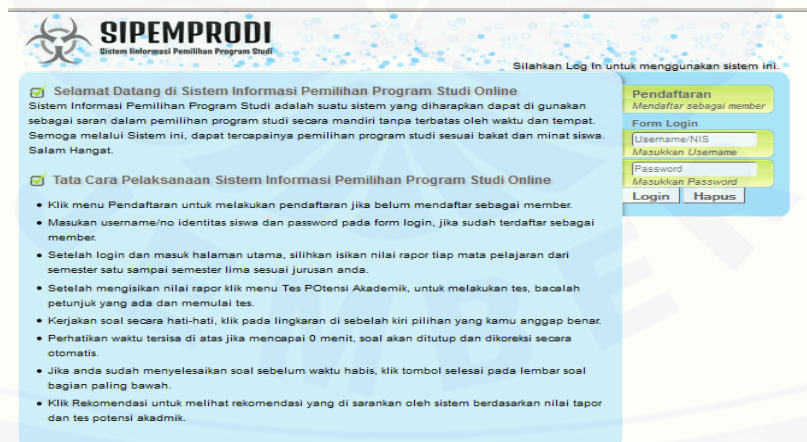 SIPEMPRODI
Sistem Iinformasi Pemilihan Program Studi
Silahkan Log In untuk menggunakan sistem ini.
Selamat Datang di Sistem Informasi Pemilihan Program Studi Online
Sistem Informasi Pemilihan Program Studi adalah suatu sistem yang diharapkan dapat di gunakan
sebagai saran dalam pemilihan program studi secara mandiri tanpa terbatas oleh waktu dan tempat.
Semoga melalui Sistem ini, dapat tercapainya pemilihan program studi sesuai bakat dan minat siswa.
Salam Hangat.
Tata Cara Pelaksanaan Sistem Informasi Pemilihan Program Studi Online
• Klik menu Pendaftaran untuk melakukan pendaftaran jika belum mendaftar sebagai member.
• Masukan username/no identitas siswa dan password pada form login, jika sudah terdaftar sebagai
member.
• Setelah login dan masuk halaman utama, silihkan isikan nilai rapor tiap mata pelajaran dari
semester satu sampai semester lima sesuai jurusan anda.
• Setelah mengisikan nilai rapor klik menu Tes POtensi Akademik, untuk melakukan tes, bacalah
petunjuk yang ada dan memulai tes.
• Kerjakan soal secara hati-hati, klik pada lingkaran di sebelah kiri pilihan yang kamu anggap benar.
• Perhatikan waktu tersisa di atas jika mencapai 0 menit, soal akan ditutup dan dikoreksi secara
otomatis.
• Jika anda sudah menyelesaikan soal sebelum waktu habis, klik tombol selesai pada lembar soal
bagian paling bawah.
• Klik Rekomendasi untuk melihat rekomendasi yang di sarankan oleh sistem berdasarkan nilai tapor
dan tes potensi akadmik.
Pendaftaran
Mendaftar sebagai member
Form Login
Username/NIS
Masukkan Username
Password
Masukkan Password
Login Hapus